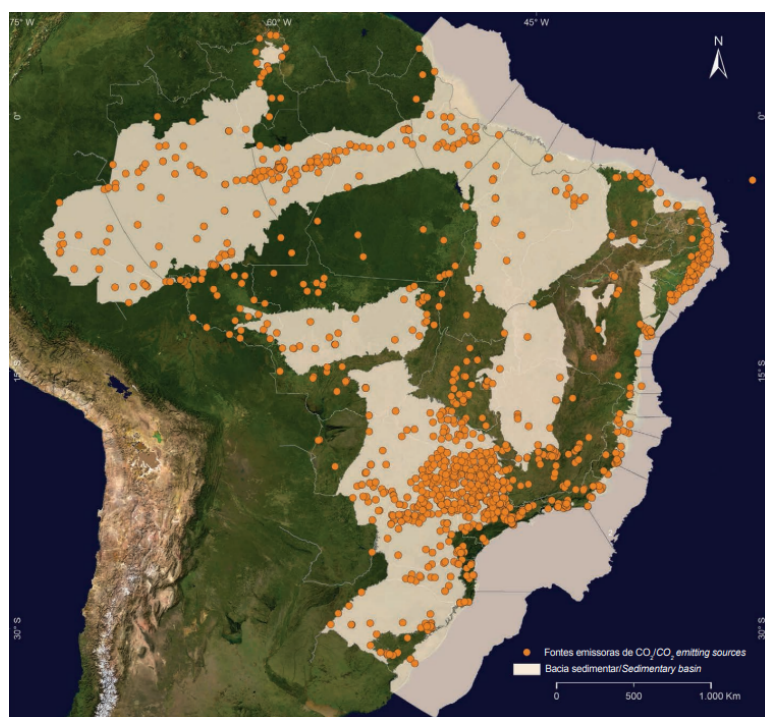 75° W
60° W
45° W
N
0°
0°
15° S
15° S
30° S
30° S
Fontes emissoras de CO₂/CO₂ emitting sources
Bacia sedimentar/Sedimentary basin
0 500 1.000 Km